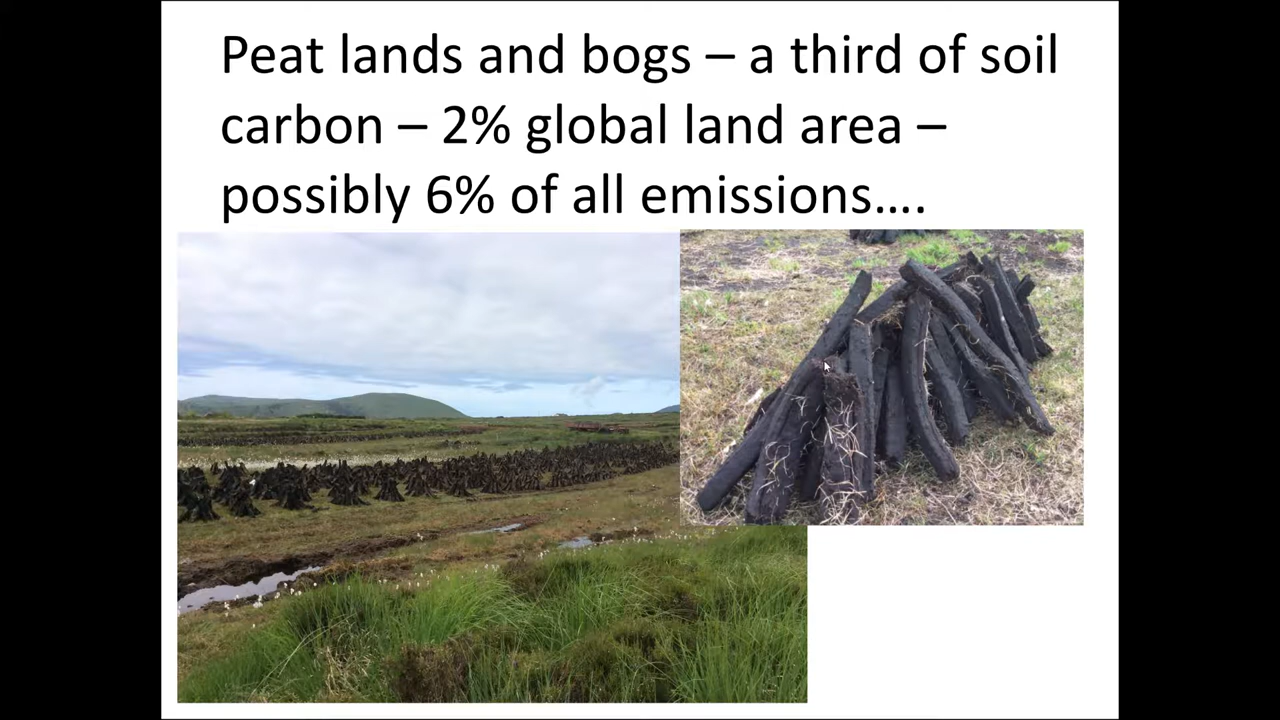 Peat lands and bogs – a third of soil
carbon – 2% global land area –
possibly 6% of all emissions….